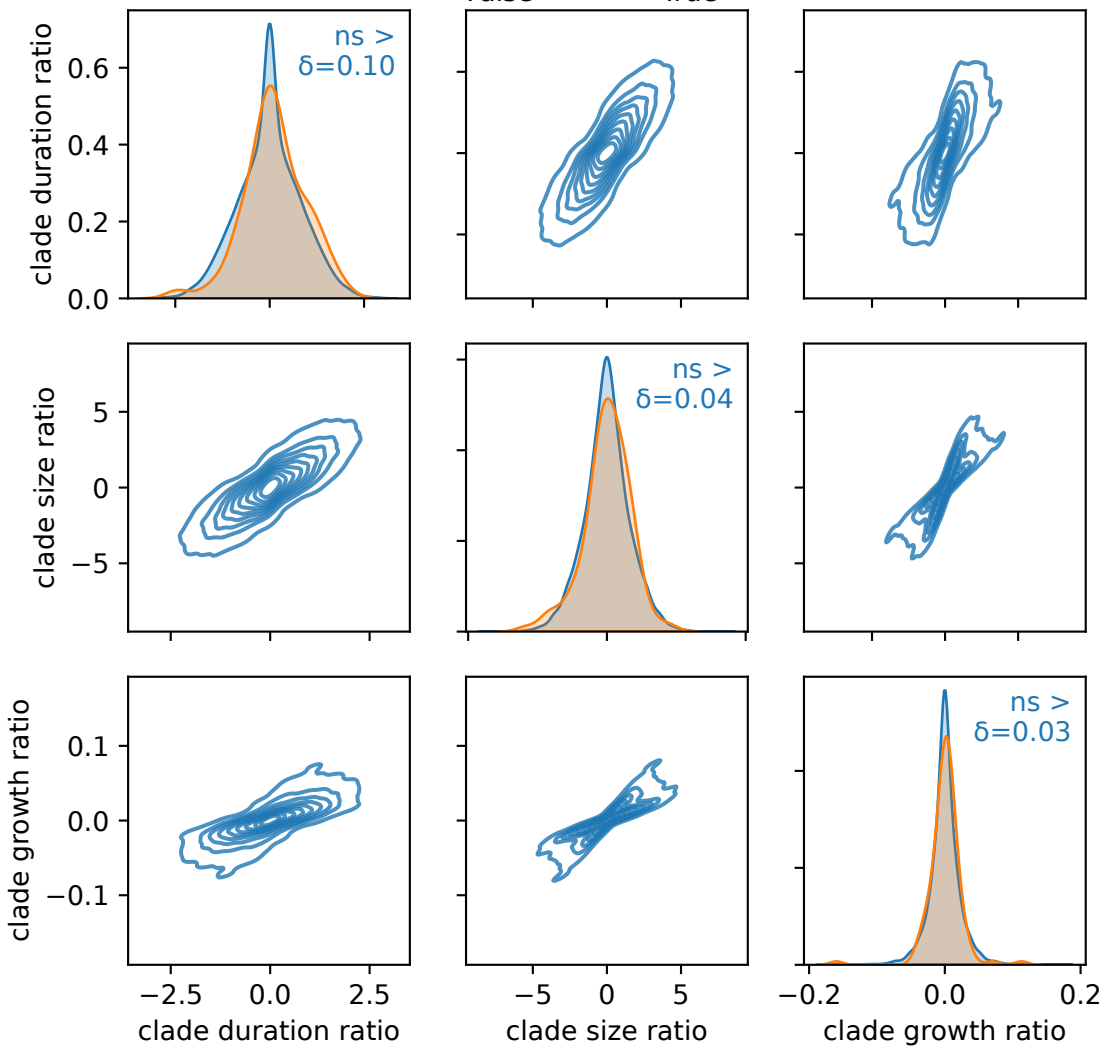 clade duration ratio
0.6
0.4
0.2
0.0
ns >
δ=0.10
clade size ratio
5
0
−5
ns >
δ=0.04
clade growth ratio
0.1
0.0
−0.1
ns >
δ=0.03
−2.5 0.0 2.5
−5 0 5
−0.2 0.0 0.2
clade duration ratio
clade size ratio
clade growth ratio